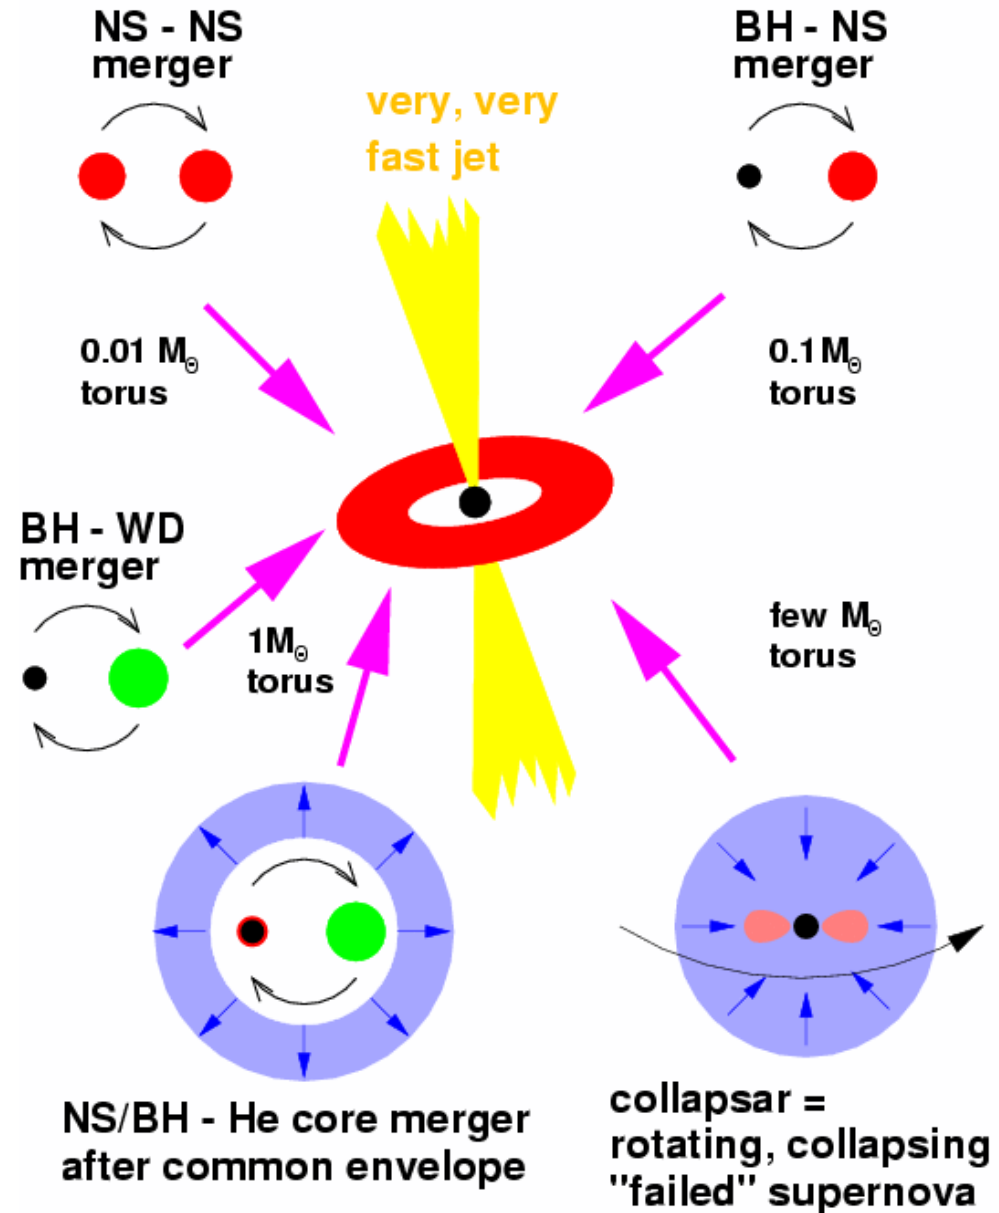 NS - NS
merger
BH - NS
merger
very, very
fast jet
0.01 M☉
torus
0.1M☉
torus
BH - WD
merger
1M☉
torus
few M☉
torus
NS/BH - He core merger
after common envelope
collapsar =
rotating, collapsing
"failed" supernova